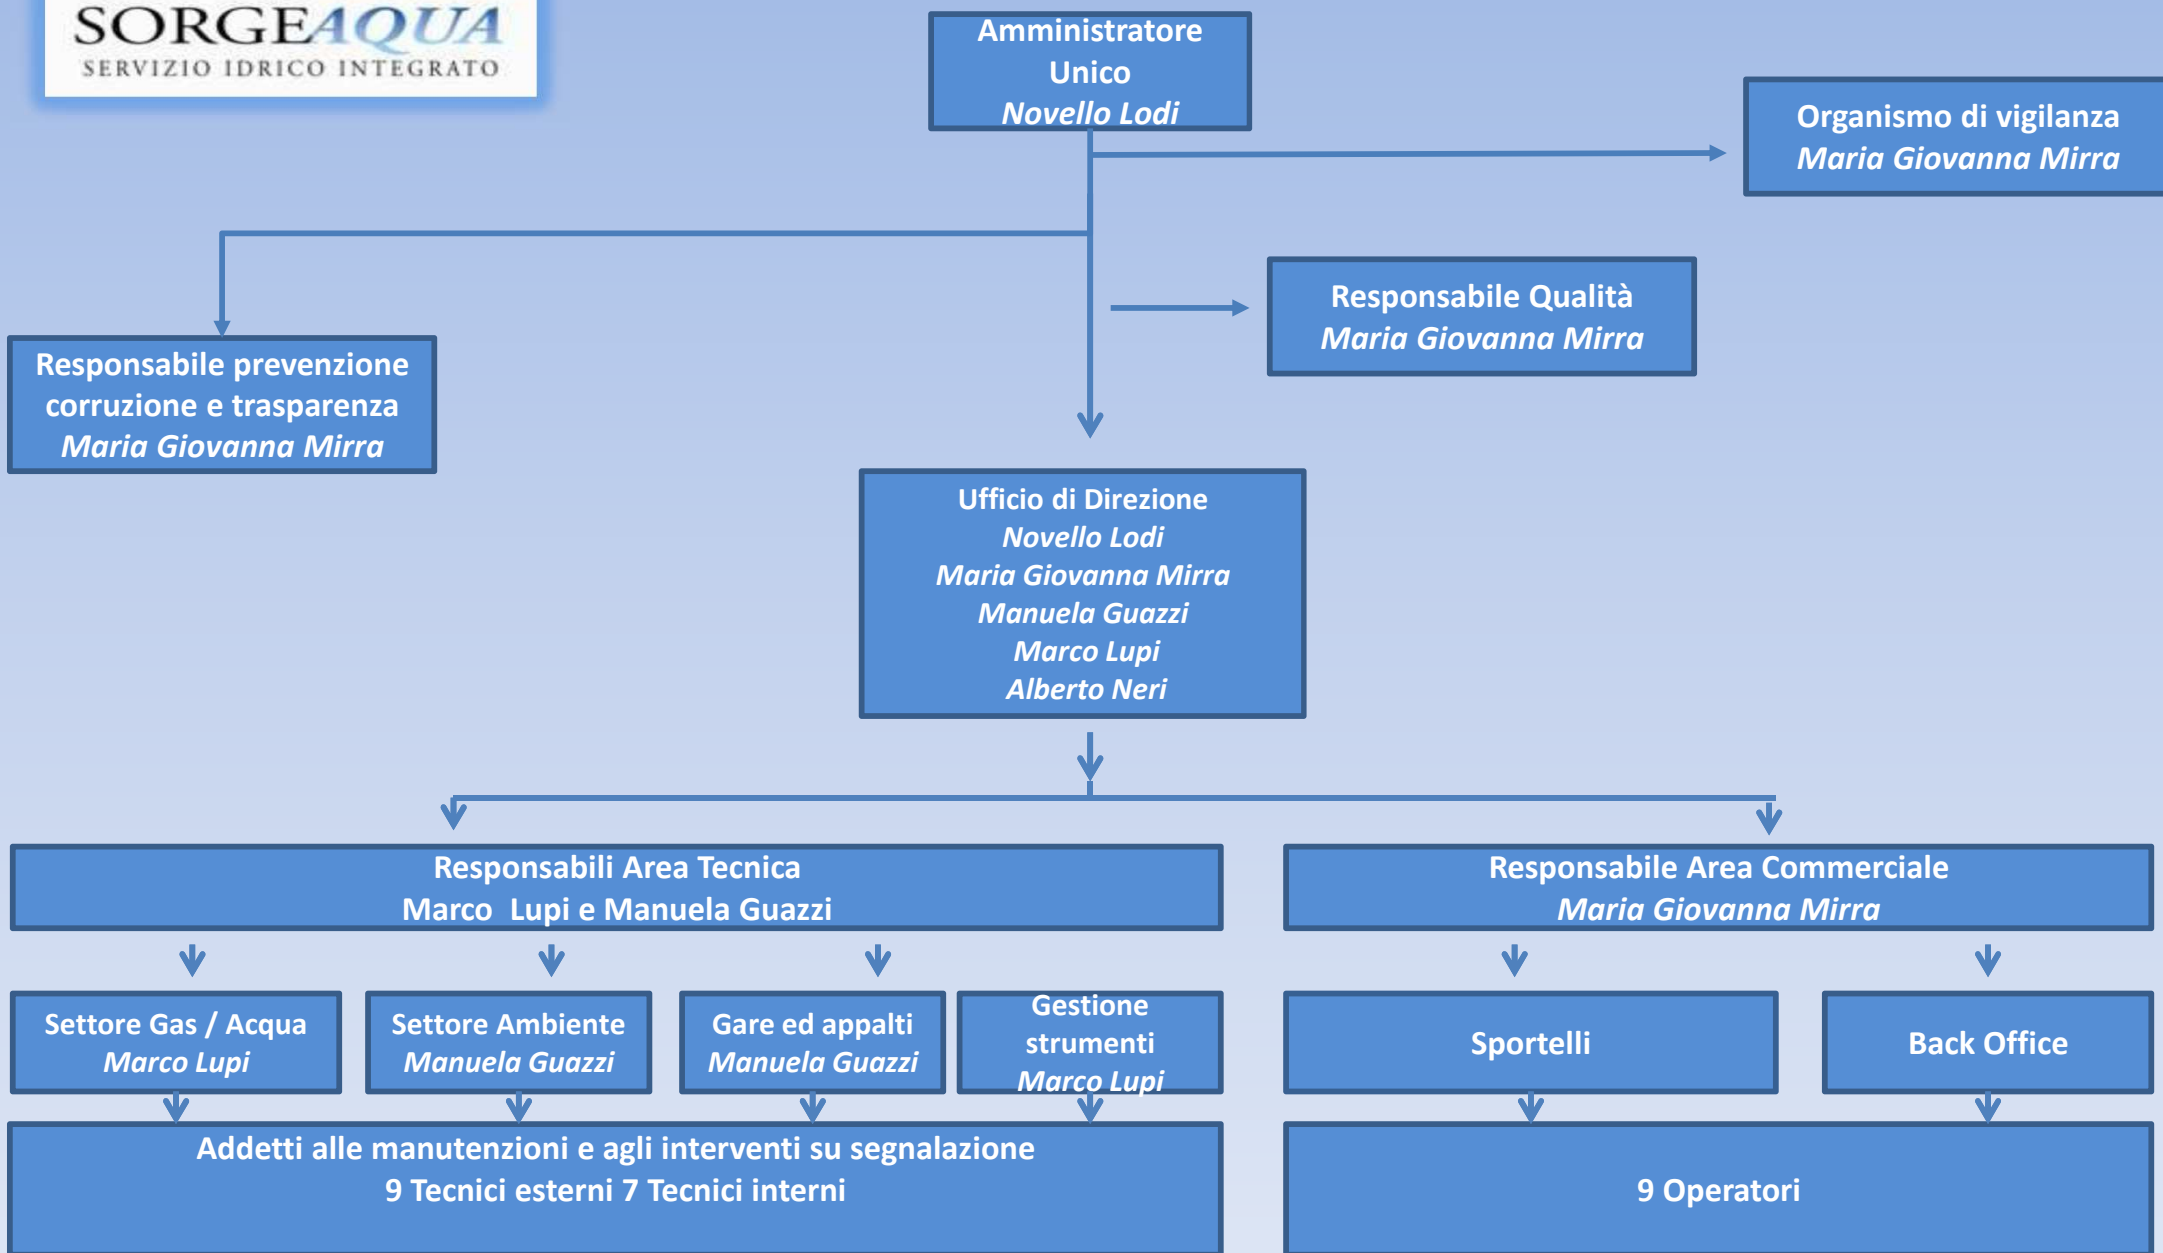 SORGEAQUA
SERVIZIO IDRICO INTEGRATO
Amministratore
Unico
Novello Lodi
Organismo di vigilanza
Maria Giovanna Mirra
Responsabile Qualità
Maria Giovanna Mirra
Responsabile prevenzione
corruzione e trasparenza
Maria Giovanna Mirra
Ufficio di Direzione
Novello Lodi
Maria Giovanna Mirra
Manuela Guazzi
Marco Lupi
Alberto Neri
Responsabili Area Tecnica
Marco Lupi e Manuela Guazzi
Responsabile Area Commerciale
Maria Giovanna Mirra
Settore Gas / Acqua
Marco Lupi
Settore Ambiente
Manuela Guazzi
Gare ed appalti
Manuela Guazzi
Gestione
strumenti
Marco Lupi
Sportelli
Back Office
Addetti alle manutenzioni e agli interventi su segnalazione
9 Tecnici esterni 7 Tecnici interni
9 Operatori